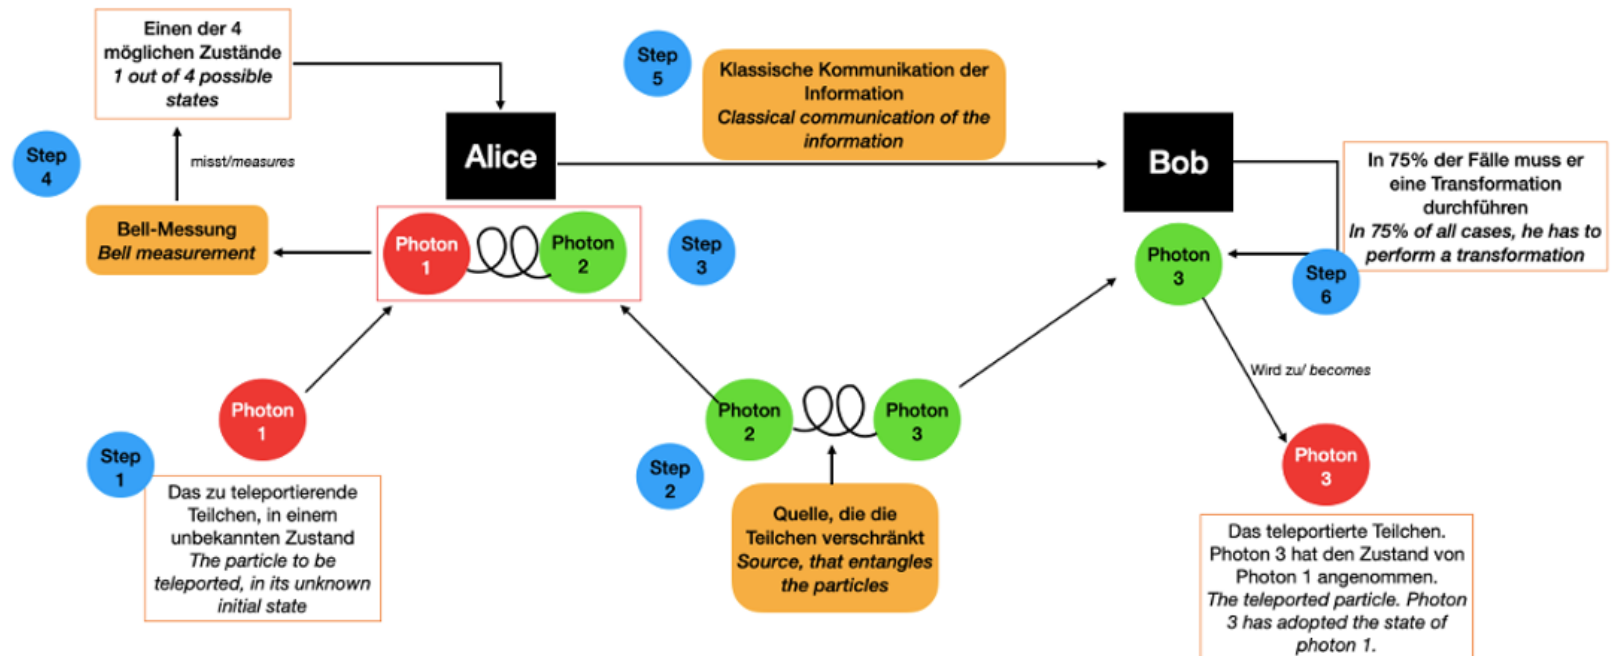 Einen der 4
möglichen Zustände
1 out of 4 possible
states
Step
4
misst/measures
Bell-Messung
Bell measurement
Alice
Step
5
Klassische Kommunikation der
Information
Classical communication of the
information
Bob
In 75% der Fälle muss er
eine Transformation
durchführen
In 75% of all cases, he has to
perform a transformation
Photon
1
Photon
2
Step
3
Photon
3
Step
6
Wird zu/ becomes
Photon
1
Step
1
Das zu teleportierende
Teilchen, in einem
unbekannten Zustand
The particle to be
teleported, in its unknown
initial state
Photon
2
Photon
3
Step
2
Quelle, die die
Teilchen verschränkt
Source, that entangles
the particles
Photon
3
Das teleportierte Teilchen.
Photon 3 hat den Zustand von
Photon 1 angenommen.
The teleported particle. Photon
3 has adopted the state of
photon 1.